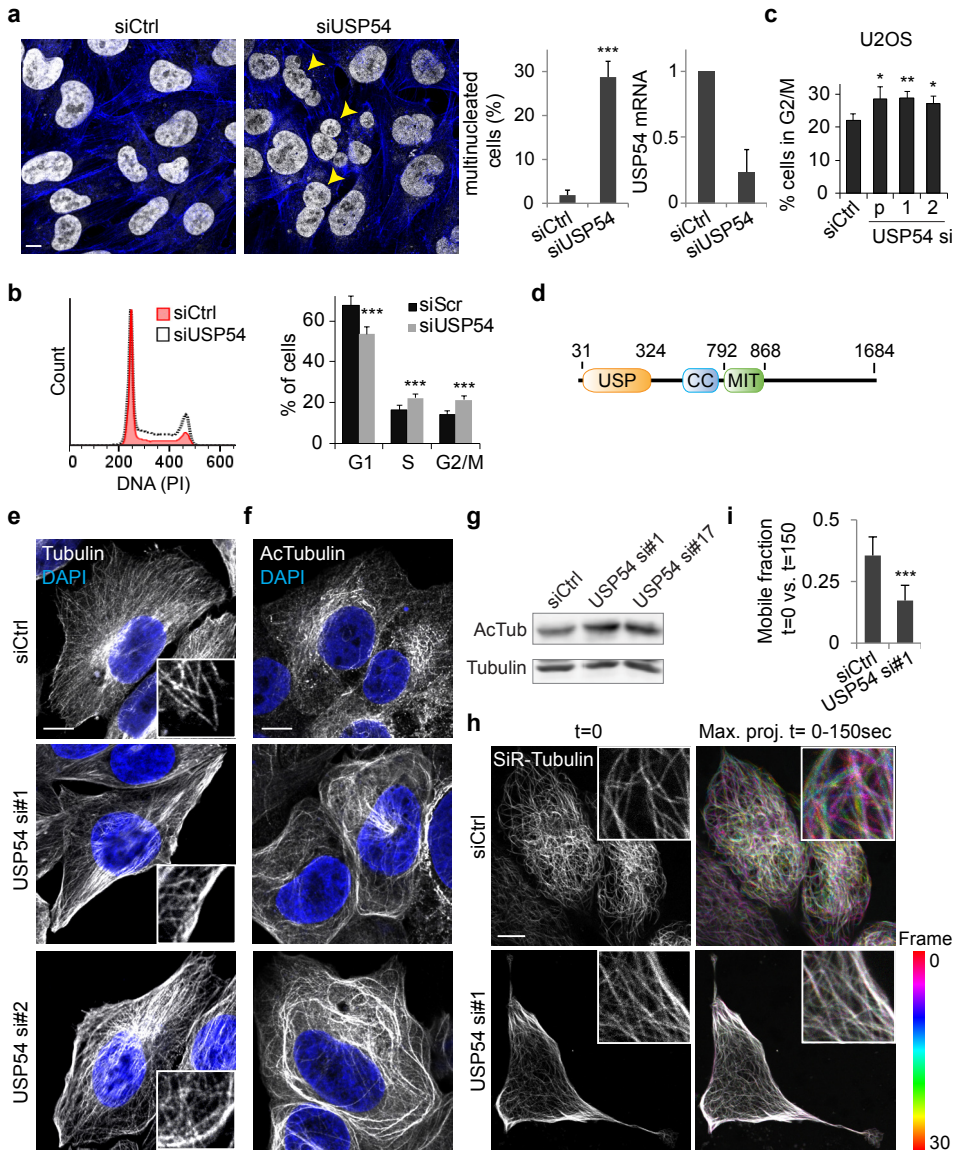 a
siCtrl
siUSP54
multinucleated
cells (%)
30
20
10
0
***
siCtrl
siUSP54
USP54 mRNA
1
0.5
0
siCtrl
siUSP54
c
U2OS
% cells in G2/M
30
20
10
0
*
**
*
siCtrl
p
1
2
USP54 si
b
Count
siCtrl
siUSP54
0
200
400
600
DNA (PI)
% of cells
60
40
20
0
siScr
siUSP54
***
***
***
G1
S
G2/M
d
31
324
792
868
1684
USP
CC
MIT
e
Tubulin
DAPI
siCtrl
USP54 si#1
USP54 si#2
f
AcTubulin
DAPI
g
siCtrl
USP54 si#1
USP54 si#17
AcTub
Tubulin
i
Mobile fraction
t=0 vs. t=150
0.5
0.25
0
***
siCtrl
USP54 si#1
h
t=0
Max. proj. t= 0-150sec
SiR-Tubulin
siCtrl
USP54 si#1
Frame
0
30